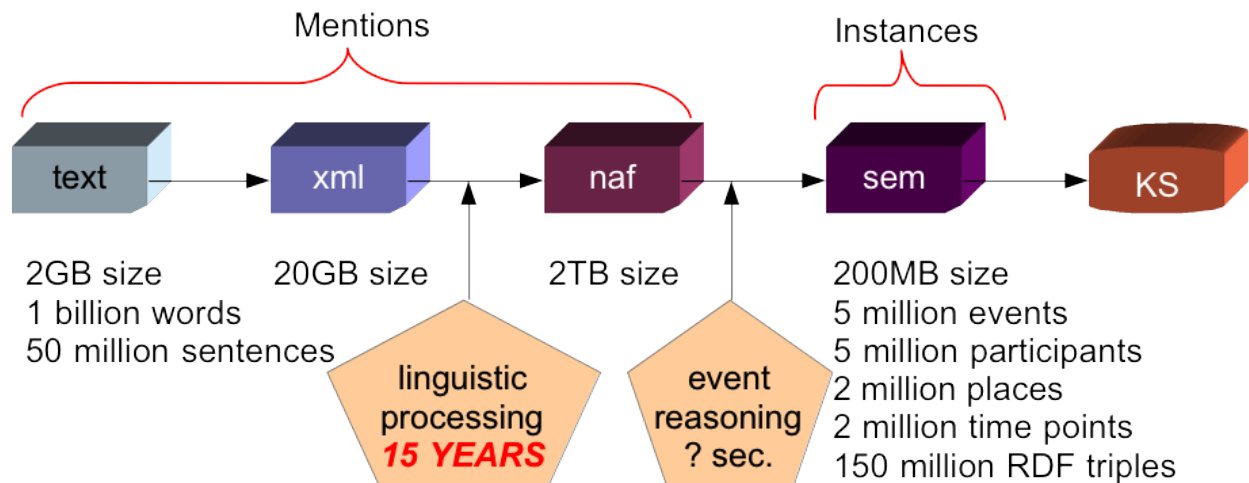 Mentions
Instances
text
xml
naf
sem
KS
2GB size
1 billion words
50 million sentences
20GB size
2TB size
200MB size
5 million events
5 million participants
2 million places
2 million time points
150 million RDF triples
linguistic
processing
15 YEARS
event
reasoning
? sec.